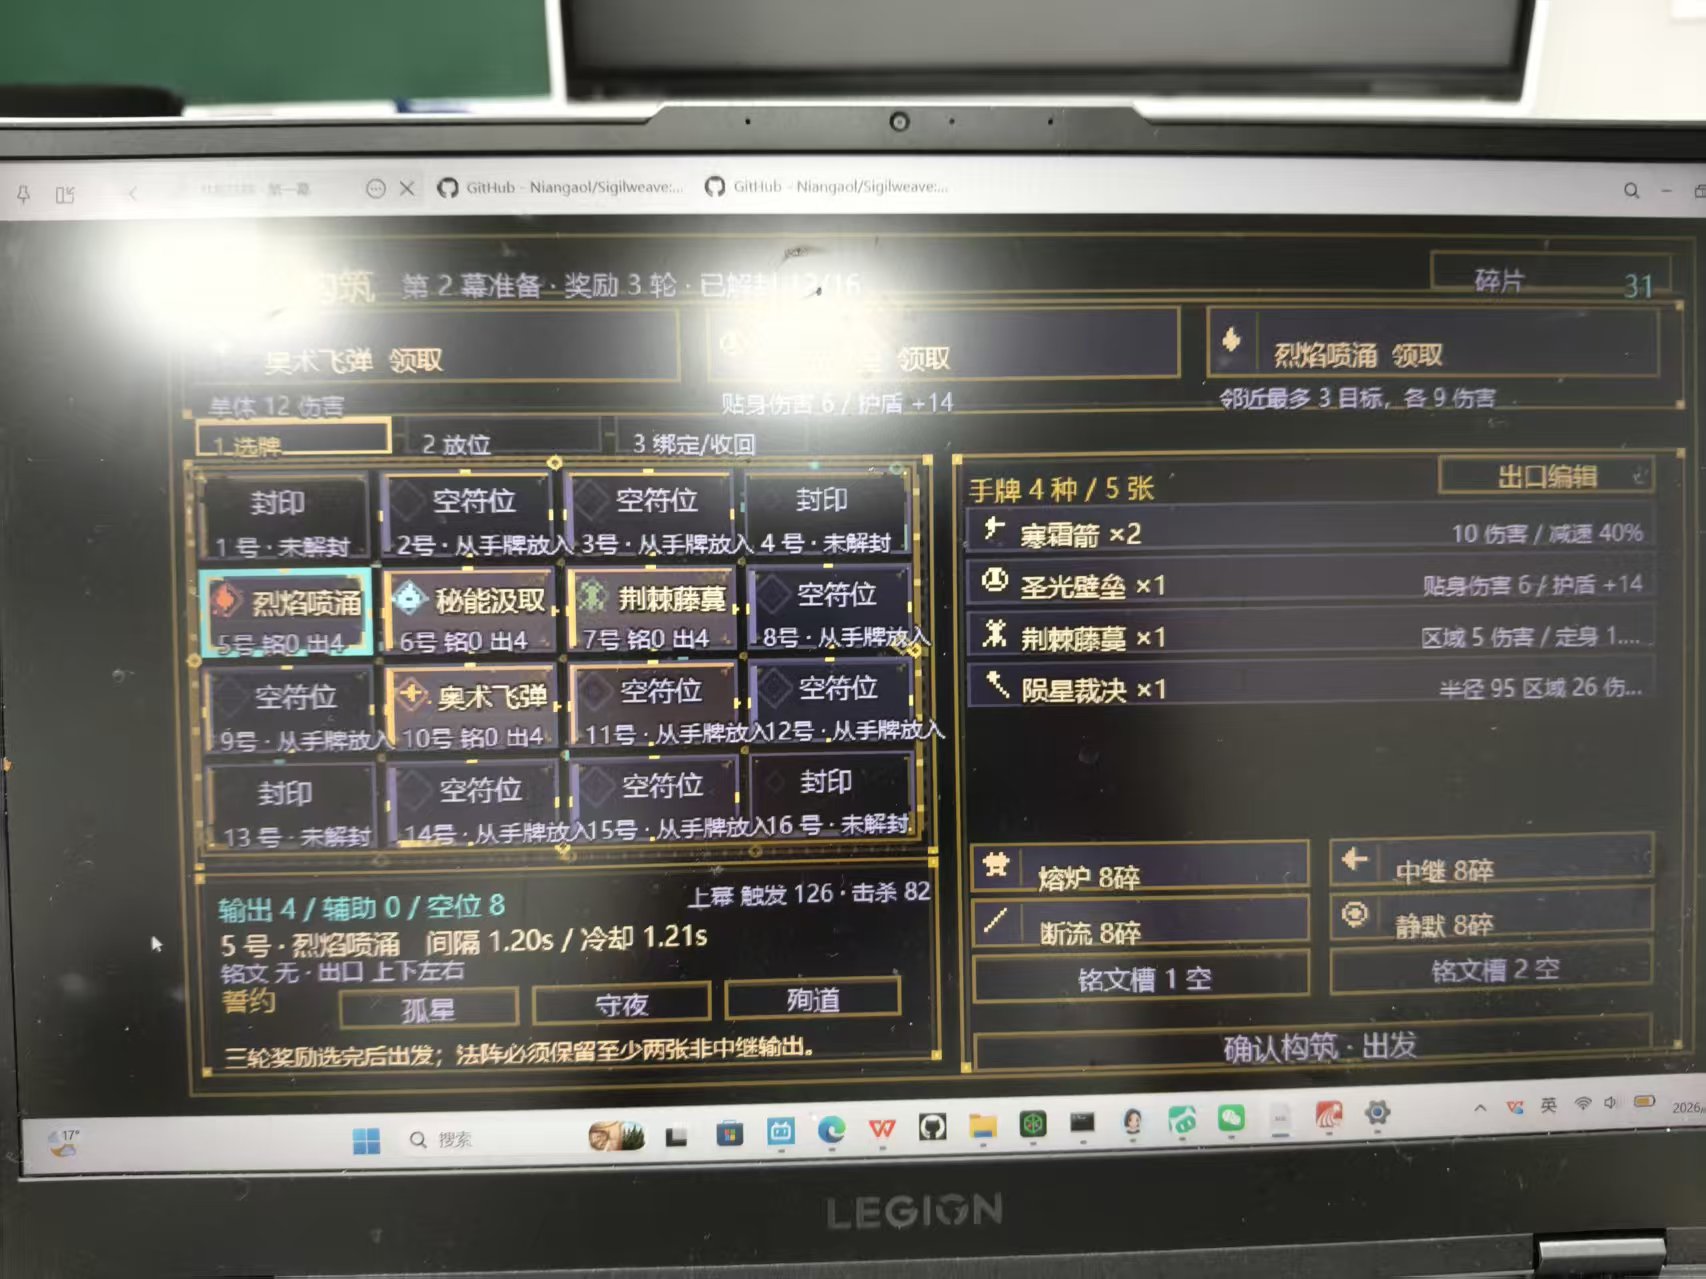 GitHub - Niangaol/Sigilweave:...
GitHub - Niangaol/Sigilweave:...
构筑 第 2 幕准备 · 奖励 3 轮 · 已解封 12/16
碎片 31
奥术飞弹 领取
领取
烈焰喷涌 领取
单体 12 伤害
贴身伤害 6 / 护盾 +14
邻近最多 3 目标，各 9 伤害
1 选牌
2 放位
3 绑定/收回
封印
空符位
空符位
封印
1 号 · 未解封
2号 · 从手牌放入
3号 · 从手牌放入
4 号 · 未解封
烈焰喷涌
秘能汲取
荆棘藤蔓
空符位
5号 铭0 出4
6号 铭0 出4
7号 铭0 出4
8号 · 从手牌放入
空符位
奥术飞弹
空符位
空符位
9号 · 从手牌放入
10号 铭0 出4
11号 · 从手牌放入
12号 · 从手牌放入
封印
空符位
空符位
封印
13 号 · 未解封
14号 · 从手牌放入
15号 · 从手牌放入
16 号 · 未解封
手牌 4 种 / 5 张
出口编辑
寒霜箭 ×2
10 伤害 / 减速 40%
圣光壁垒 ×1
贴身伤害 6 / 护盾 +14
荆棘藤蔓 ×1
区域 5 伤害 / 定身 1....
陨星裁决 ×1
半径 95 区域 26 伤...
输出 4 / 辅助 0 / 空位 8
上幕 触发 126 · 击杀 82
5 号 · 烈焰喷涌 间隔 1.20s / 冷却 1.21s
铭文 无 · 出口 上下左右
誓约
孤星
守夜
殉道
三轮奖励选完后出发；法阵必须保留至少两张非中继输出。
熔炉 8碎
中继 8碎
断流 8碎
静默 8碎
铭文槽 1 空
铭文槽 2 空
确认构筑 · 出发
17°
搜索
英
LEGION